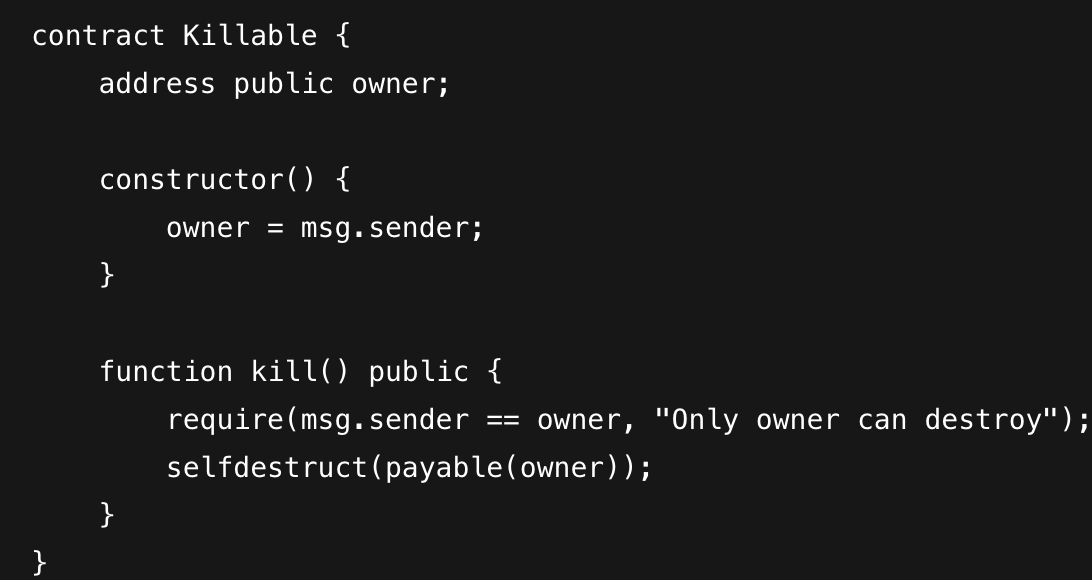 contract Killable {
    address public owner;

    constructor() {
        owner = msg.sender;
    }

    function kill() public {
        require(msg.sender == owner, "Only owner can destroy");
        selfdestruct(payable(owner));
    }
}